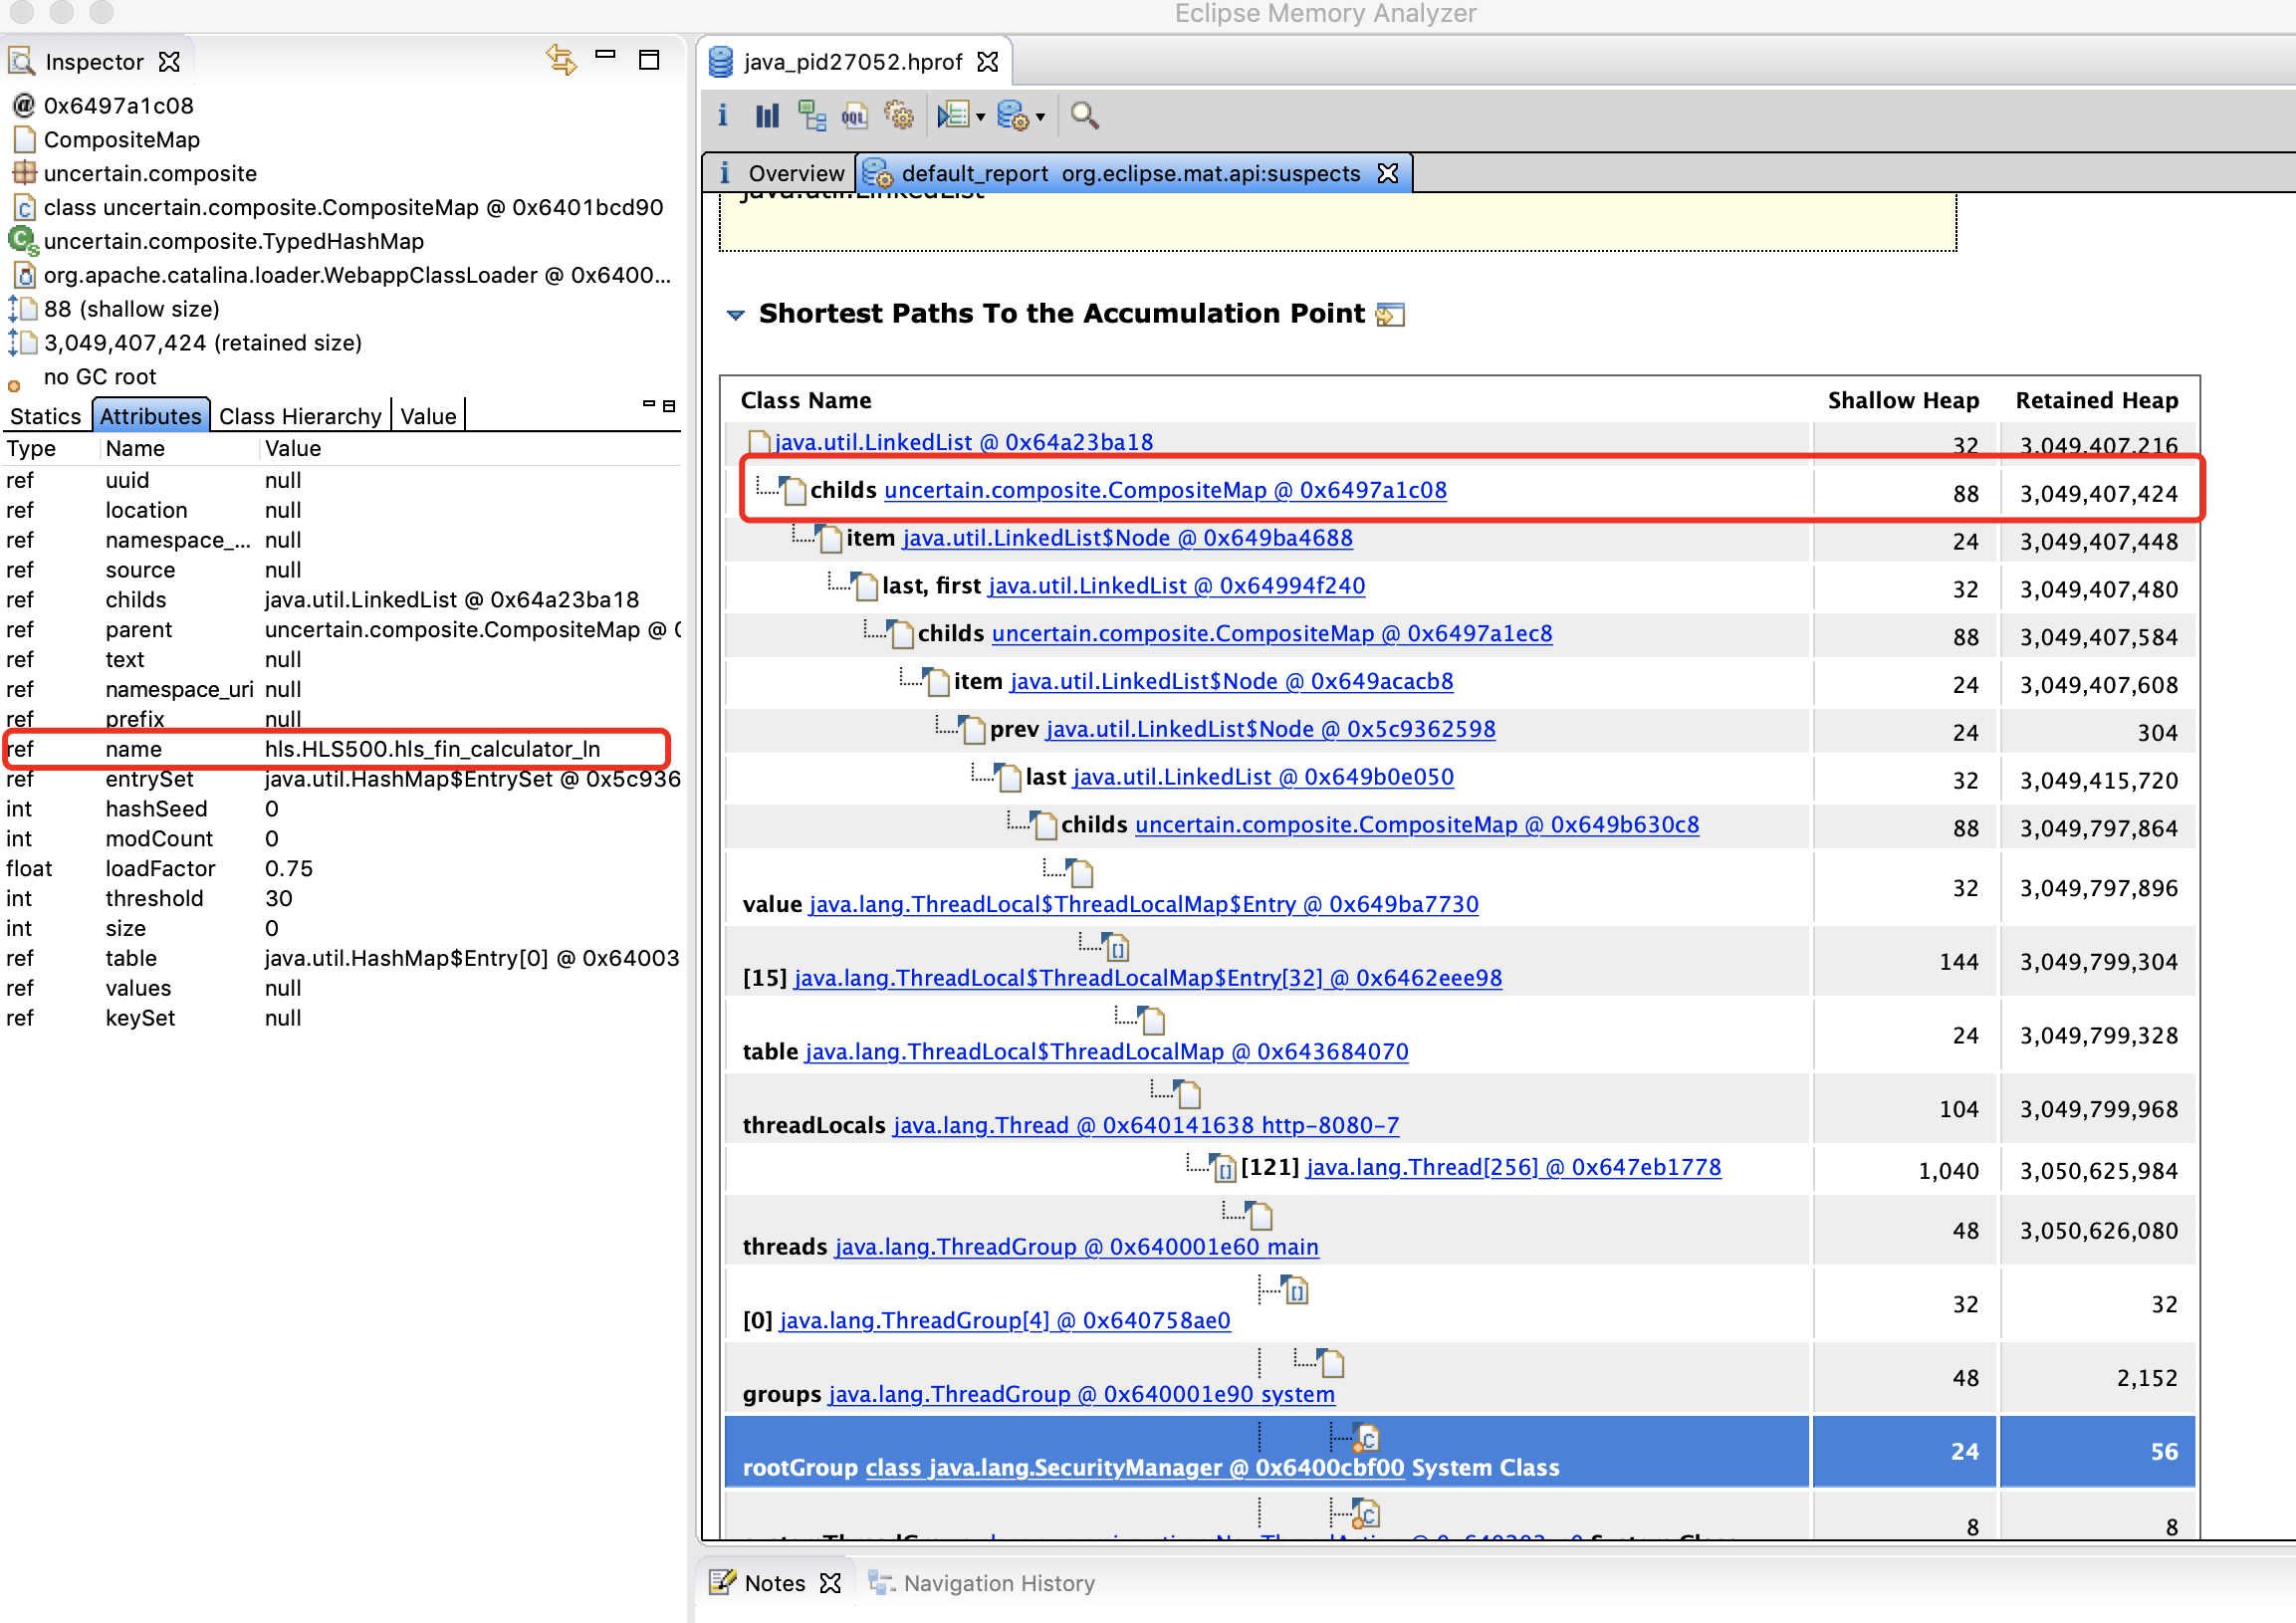 Eclipse Memory Analyzer
Inspector
0x6497a1c08
CompositeMap
uncertain.composite
class uncertain.composite.CompositeMap @ 0x6401bcd90
uncertain.composite.TypedHashMap
org.apache.catalina.loader.WebappClassLoader @ 0x6400...
88 (shallow size)
3,049,407,424 (retained size)
no GC root
Statics Attributes Class Hierarchy Value
Type Name Value
ref uuid null
ref location null
ref namespace_... null
ref source null
ref childs java.util.LinkedList @ 0x64a23ba18
ref parent uncertain.composite.CompositeMap @ 0
ref text null
ref namespace_uri null
ref prefix null
ref name hls.HLS500.hls_fin_calculator_ln
ref entrySet java.util.HashMap$EntrySet @ 0x5c936
int hashSeed 0
int modCount 0
float loadFactor 0.75
int threshold 30
int size 0
ref table java.util.HashMap$Entry[0] @ 0x64003
ref values null
ref keySet null
java_pid27052.hprof
Overview default_report org.eclipse.mat.api:suspects
java.util.LinkedList
Shortest Paths To the Accumulation Point
Class Name Shallow Heap Retained Heap
java.util.LinkedList @ 0x64a23ba18 32 3,049,407,216
childs uncertain.composite.CompositeMap @ 0x6497a1c08 88 3,049,407,424
item java.util.LinkedList$Node @ 0x649ba4688 24 3,049,407,448
last, first java.util.LinkedList @ 0x64994f240 32 3,049,407,480
childs uncertain.composite.CompositeMap @ 0x6497a1ec8 88 3,049,407,584
item java.util.LinkedList$Node @ 0x649acacb8 24 3,049,407,608
prev java.util.LinkedList$Node @ 0x5c9362598 24 304
last java.util.LinkedList @ 0x649b0e050 32 3,049,415,720
childs uncertain.composite.CompositeMap @ 0x649b630c8 88 3,049,797,864
value java.lang.ThreadLocal$ThreadLocalMap$Entry @ 0x649ba7730 32 3,049,797,896
[15] java.lang.ThreadLocal$ThreadLocalMap$Entry[32] @ 0x6462eee98 144 3,049,799,304
table java.lang.ThreadLocal$ThreadLocalMap @ 0x643684070 24 3,049,799,328
threadLocals java.lang.Thread @ 0x640141638 http-8080-7 104 3,049,799,968
[121] java.lang.Thread[256] @ 0x647eb1778 1,040 3,050,625,984
threads java.lang.ThreadGroup @ 0x640001e60 main 48 3,050,626,080
[0] java.lang.ThreadGroup[4] @ 0x640758ae0 32 32
groups java.lang.ThreadGroup @ 0x640001e90 system 48 2,152
rootGroup class java.lang.SecurityManager @ 0x6400cbf00 System Class 24 56
8 8
Notes Navigation History